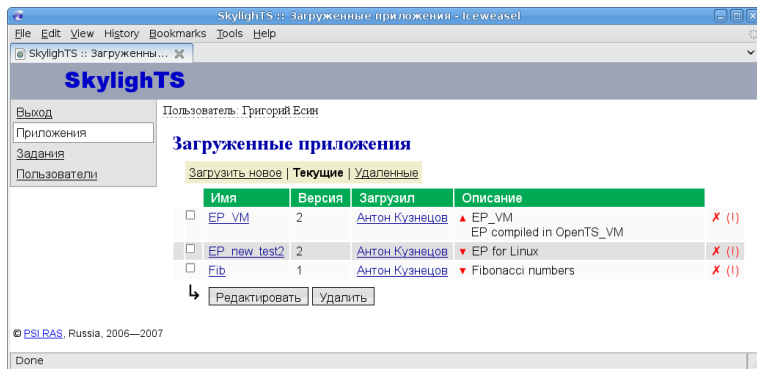 SkylighTS :: Загруженные приложения - Iceweasel
File Edit View History Bookmarks Tools Help
SkylighTS :: Загруженны...
SkylighTS
Выход
Приложения
Задания
Пользователи
Пользователь: Григорий Есин
Загруженные приложения
Загрузить новое | Текущие | Удаленные
Имя Версия Загрузил Описание
EP_VM 2 Антон Кузнецов ▲ EP_VM ✗ (!)
EP compiled in OpenTS_VM
EP_new_test2 2 Антон Кузнецов ▼ EP for Linux ✗ (!)
Fib 1 Антон Кузнецов ▼ Fibonacci numbers ✗ (!)
Редактировать Удалить
© PSI RAS, Russia, 2006—2007
Done